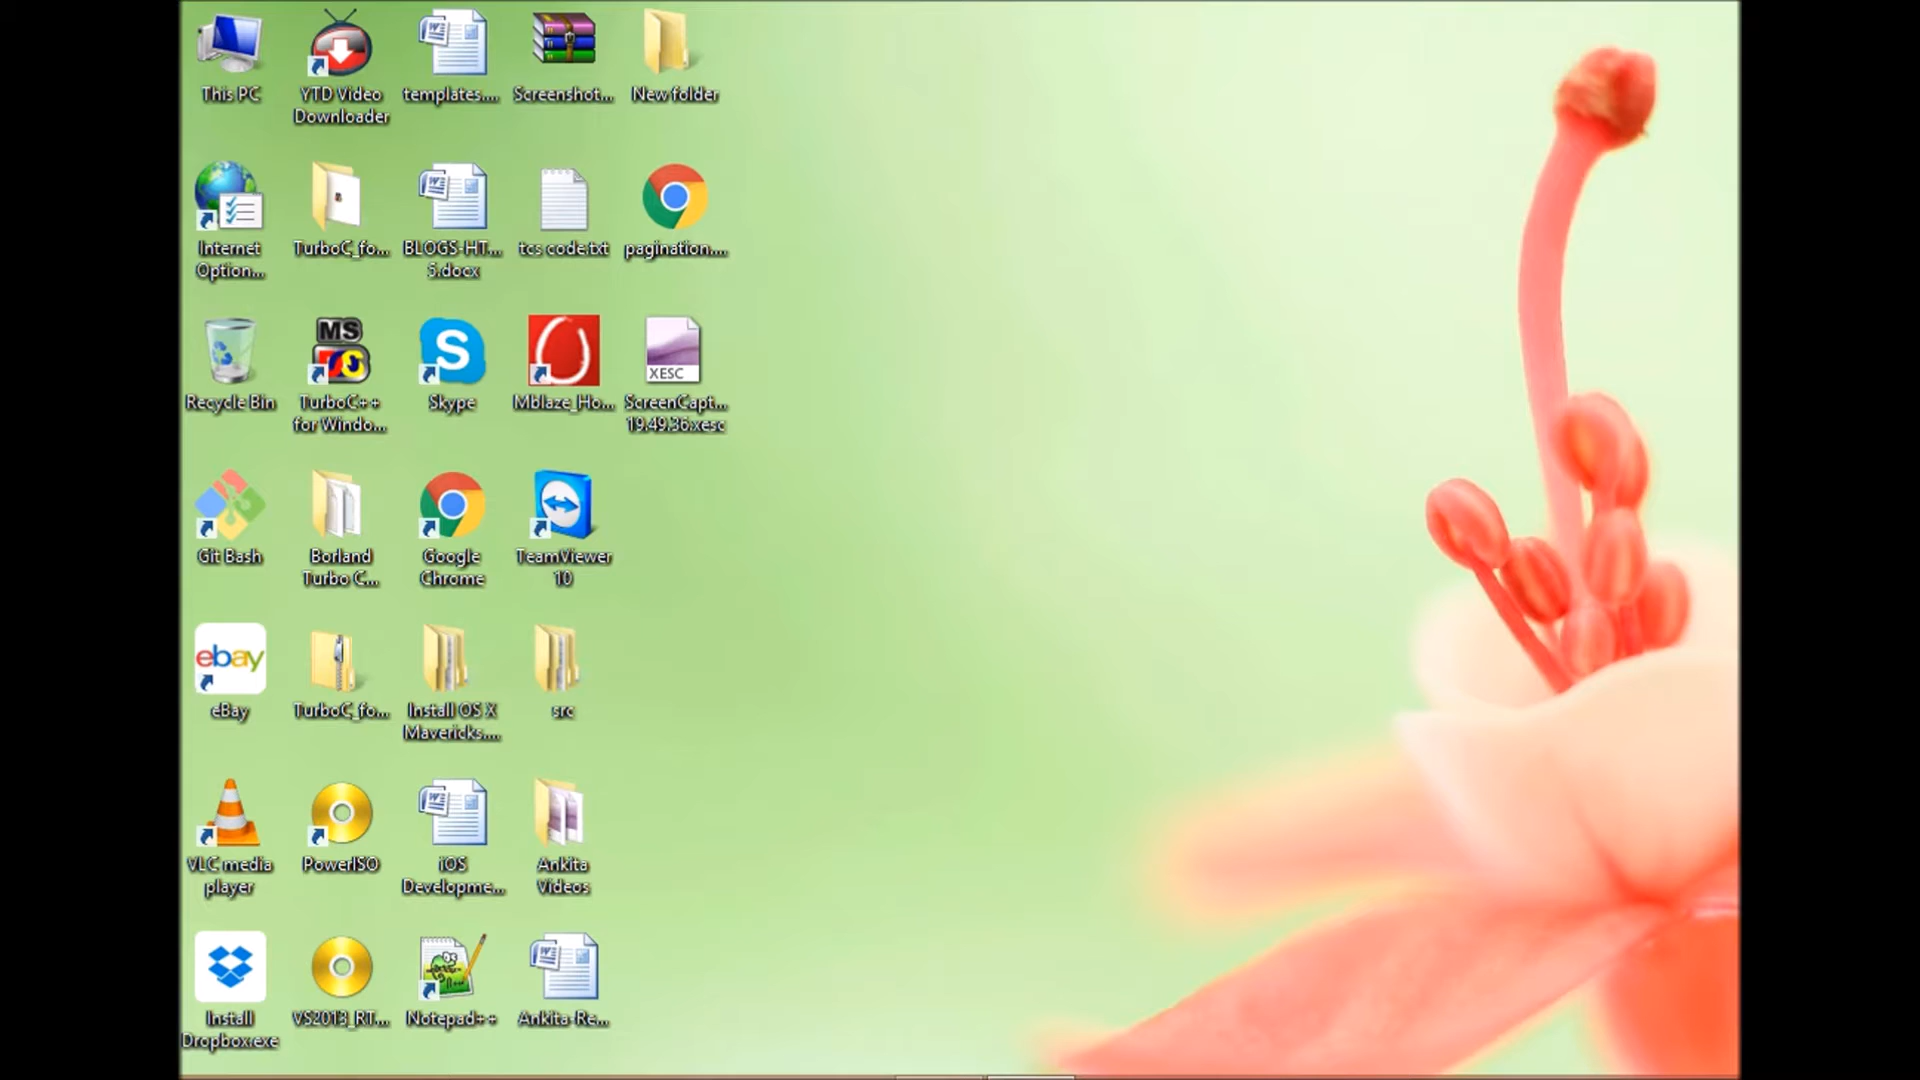 This PC
YTD Video
Downloader
templates....
Screenshot...
New folder
Internet
Option...
TurboC_fo...
BLOGS-HT...
5.docx
tcs code.txt
pagination....
Recycle Bin
MS
TurboC++
for Windo...
S
Skype
Mblaze_Ho...
XESC
ScreenCapt...
19.49.36.xesc
Git Bash
Borland
Turbo C...
Google
Chrome
TeamViewer
10
ebay
eBay
TurboC_fo...
Install OS X
Mavericks....
src
VLC media
player
PowerISO
iOS
Developme...
Ankita
Videos
Install
Dropbox.exe
VS2013_RT...
Notepad++
Ankita-Re...